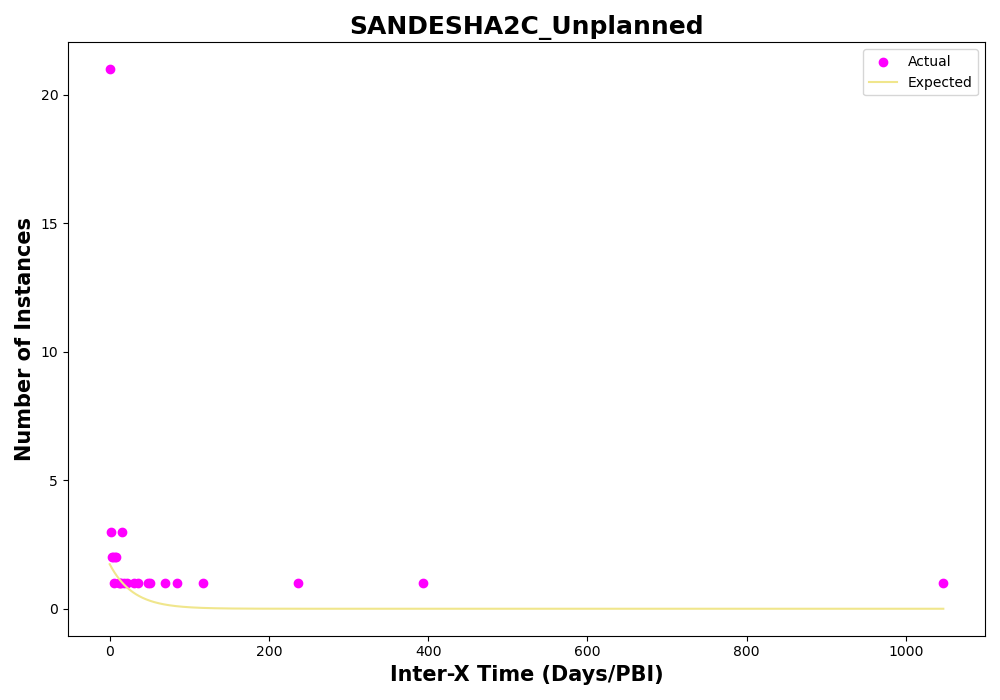 SANDESHA2C_Unplanned
Actual
Expected
20
15
10
5
0
Number of Instances
0 200 400 600 800 1000
Inter-X Time (Days/PBI)